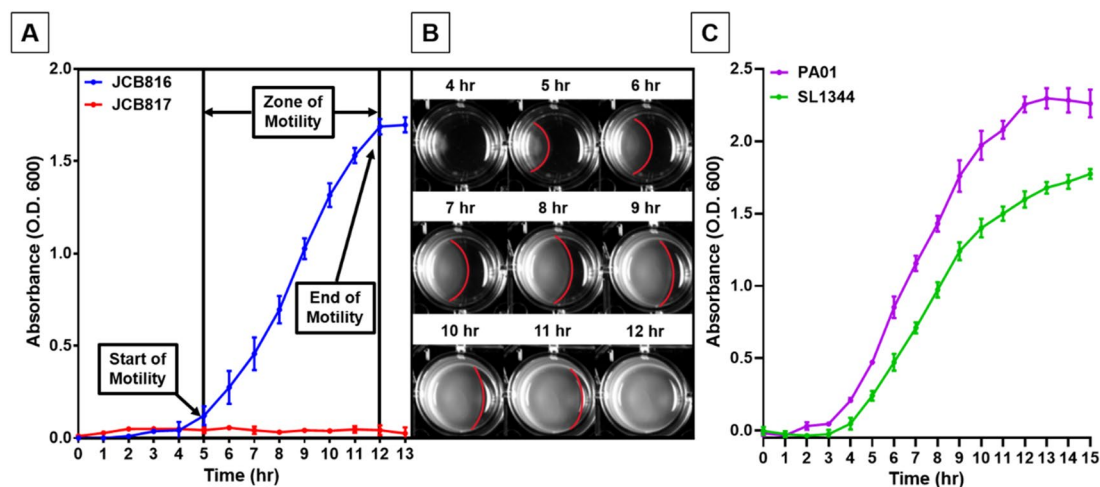 A
JCB816
JCB817
Absorbance (O.D. 600)
2.0
1.5
1.0
0.5
0.0
Zone of
Motility
Start of
Motility
End of
Motility
0 1 2 3 4 5 6 7 8 9 10 11 12 13
Time (hr)
B
4 hr 5 hr 6 hr
7 hr 8 hr 9 hr
10 hr 11 hr 12 hr
C
PA01
SL1344
Absorbance (O.D. 600)
2.5
2.0
1.5
1.0
0.5
0.0
0 1 2 3 4 5 6 7 8 9 10 11 12 13 14 15
Time (hr)